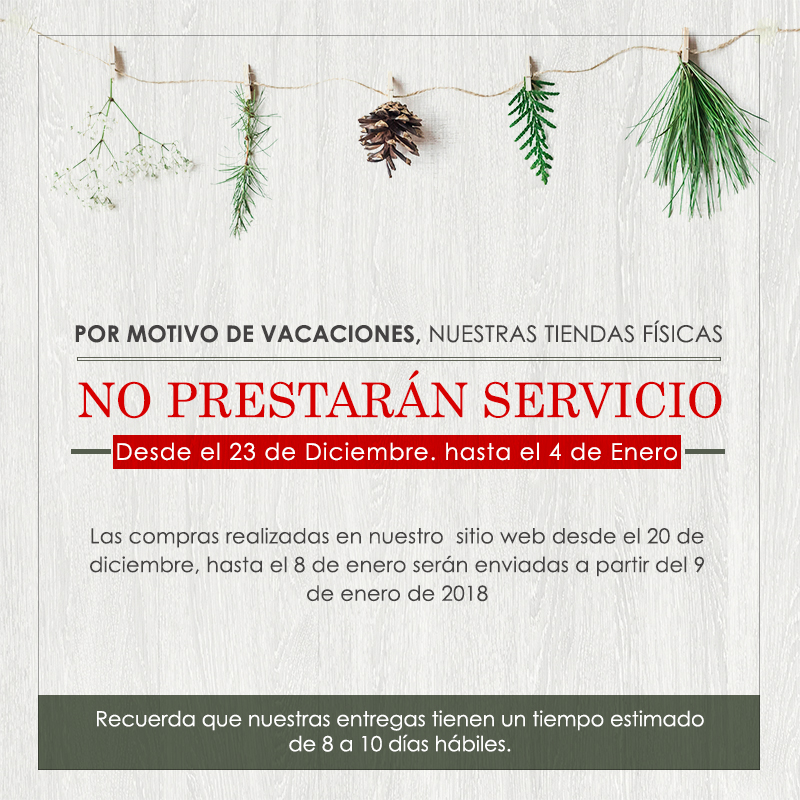 POR MOTIVO DE VACACIONES, NUESTRAS TIENDAS FÍSICAS
NO PRESTARÁN SERVICIO
Desde el 23 de Diciembre. hasta el 4 de Enero
Las compras realizadas en nuestro sitio web desde el 20 de
diciembre, hasta el 8 de enero serán enviadas a partir del 9
de enero de 2018
Recuerda que nuestras entregas tienen un tiempo estimado
de 8 a 10 días hábiles.